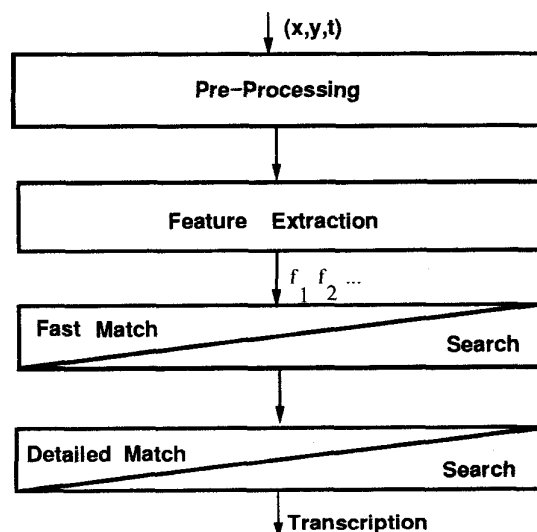 (x,y,t)
Pre-Processing
Feature Extraction
f1 f2 ...
Fast Match
Search
Detailed Match
Search
Transcription